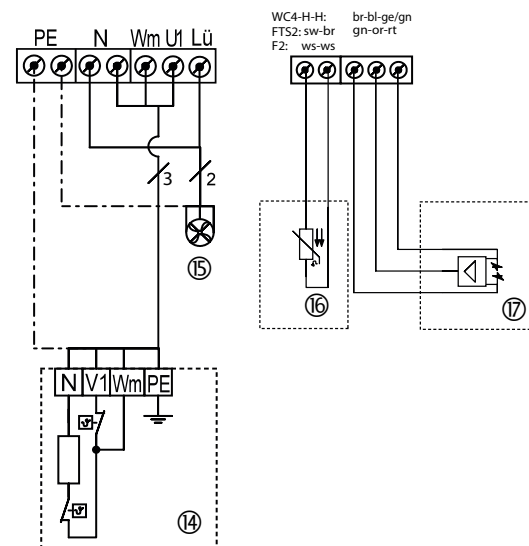 PE N Wm U1 Lü
3 2
⑮
N V1 Wm PE
ϑ
ϑ
⑭
WC4-H-H: br-bl-ge/gn
FTS2: sw-br gn-or-rt
F2: ws-ws
⑯
⑰